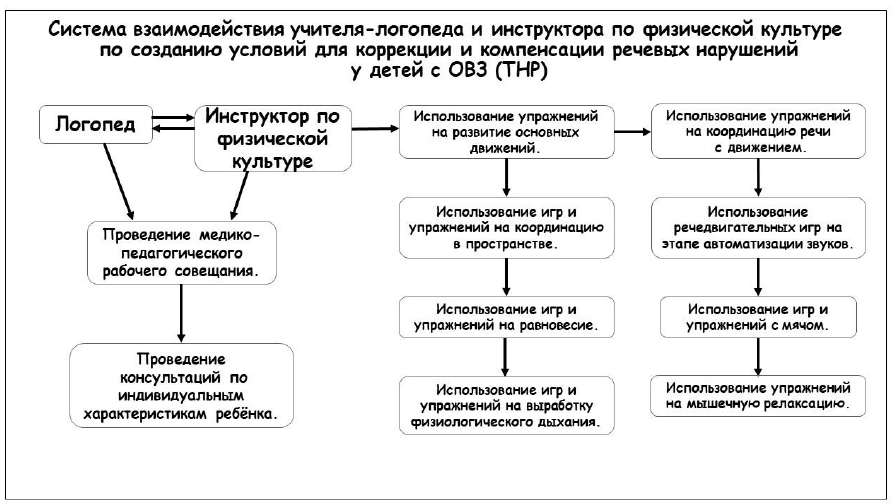 Система взаимодействия учителя-логопеда и инструктора по физической культуре
по созданию условий для коррекции и компенсации речевых нарушений
у детей с ОВЗ (ТНР)
Логопед
Инструктор по
физической
культуре
Проведение медико-
педагогического
рабочего совещания.
Проведение
консультаций по
индивидуальным
характеристикам ребёнка.
Использование упражнений
на развитие основных
движений.
Использование игр и
упражнений на координацию
в пространстве.
Использование игр и
упражнений на равновесие.
Использование игр и
упражнений на выработку
физиологического дыхания.
Использование упражнений
на координацию речи
с движением.
Использование
речедвигательных игр на
этапе автоматизации звуков.
Использование игр и
упражнений с мячом.
Использование упражнений
на мышечную релаксацию.